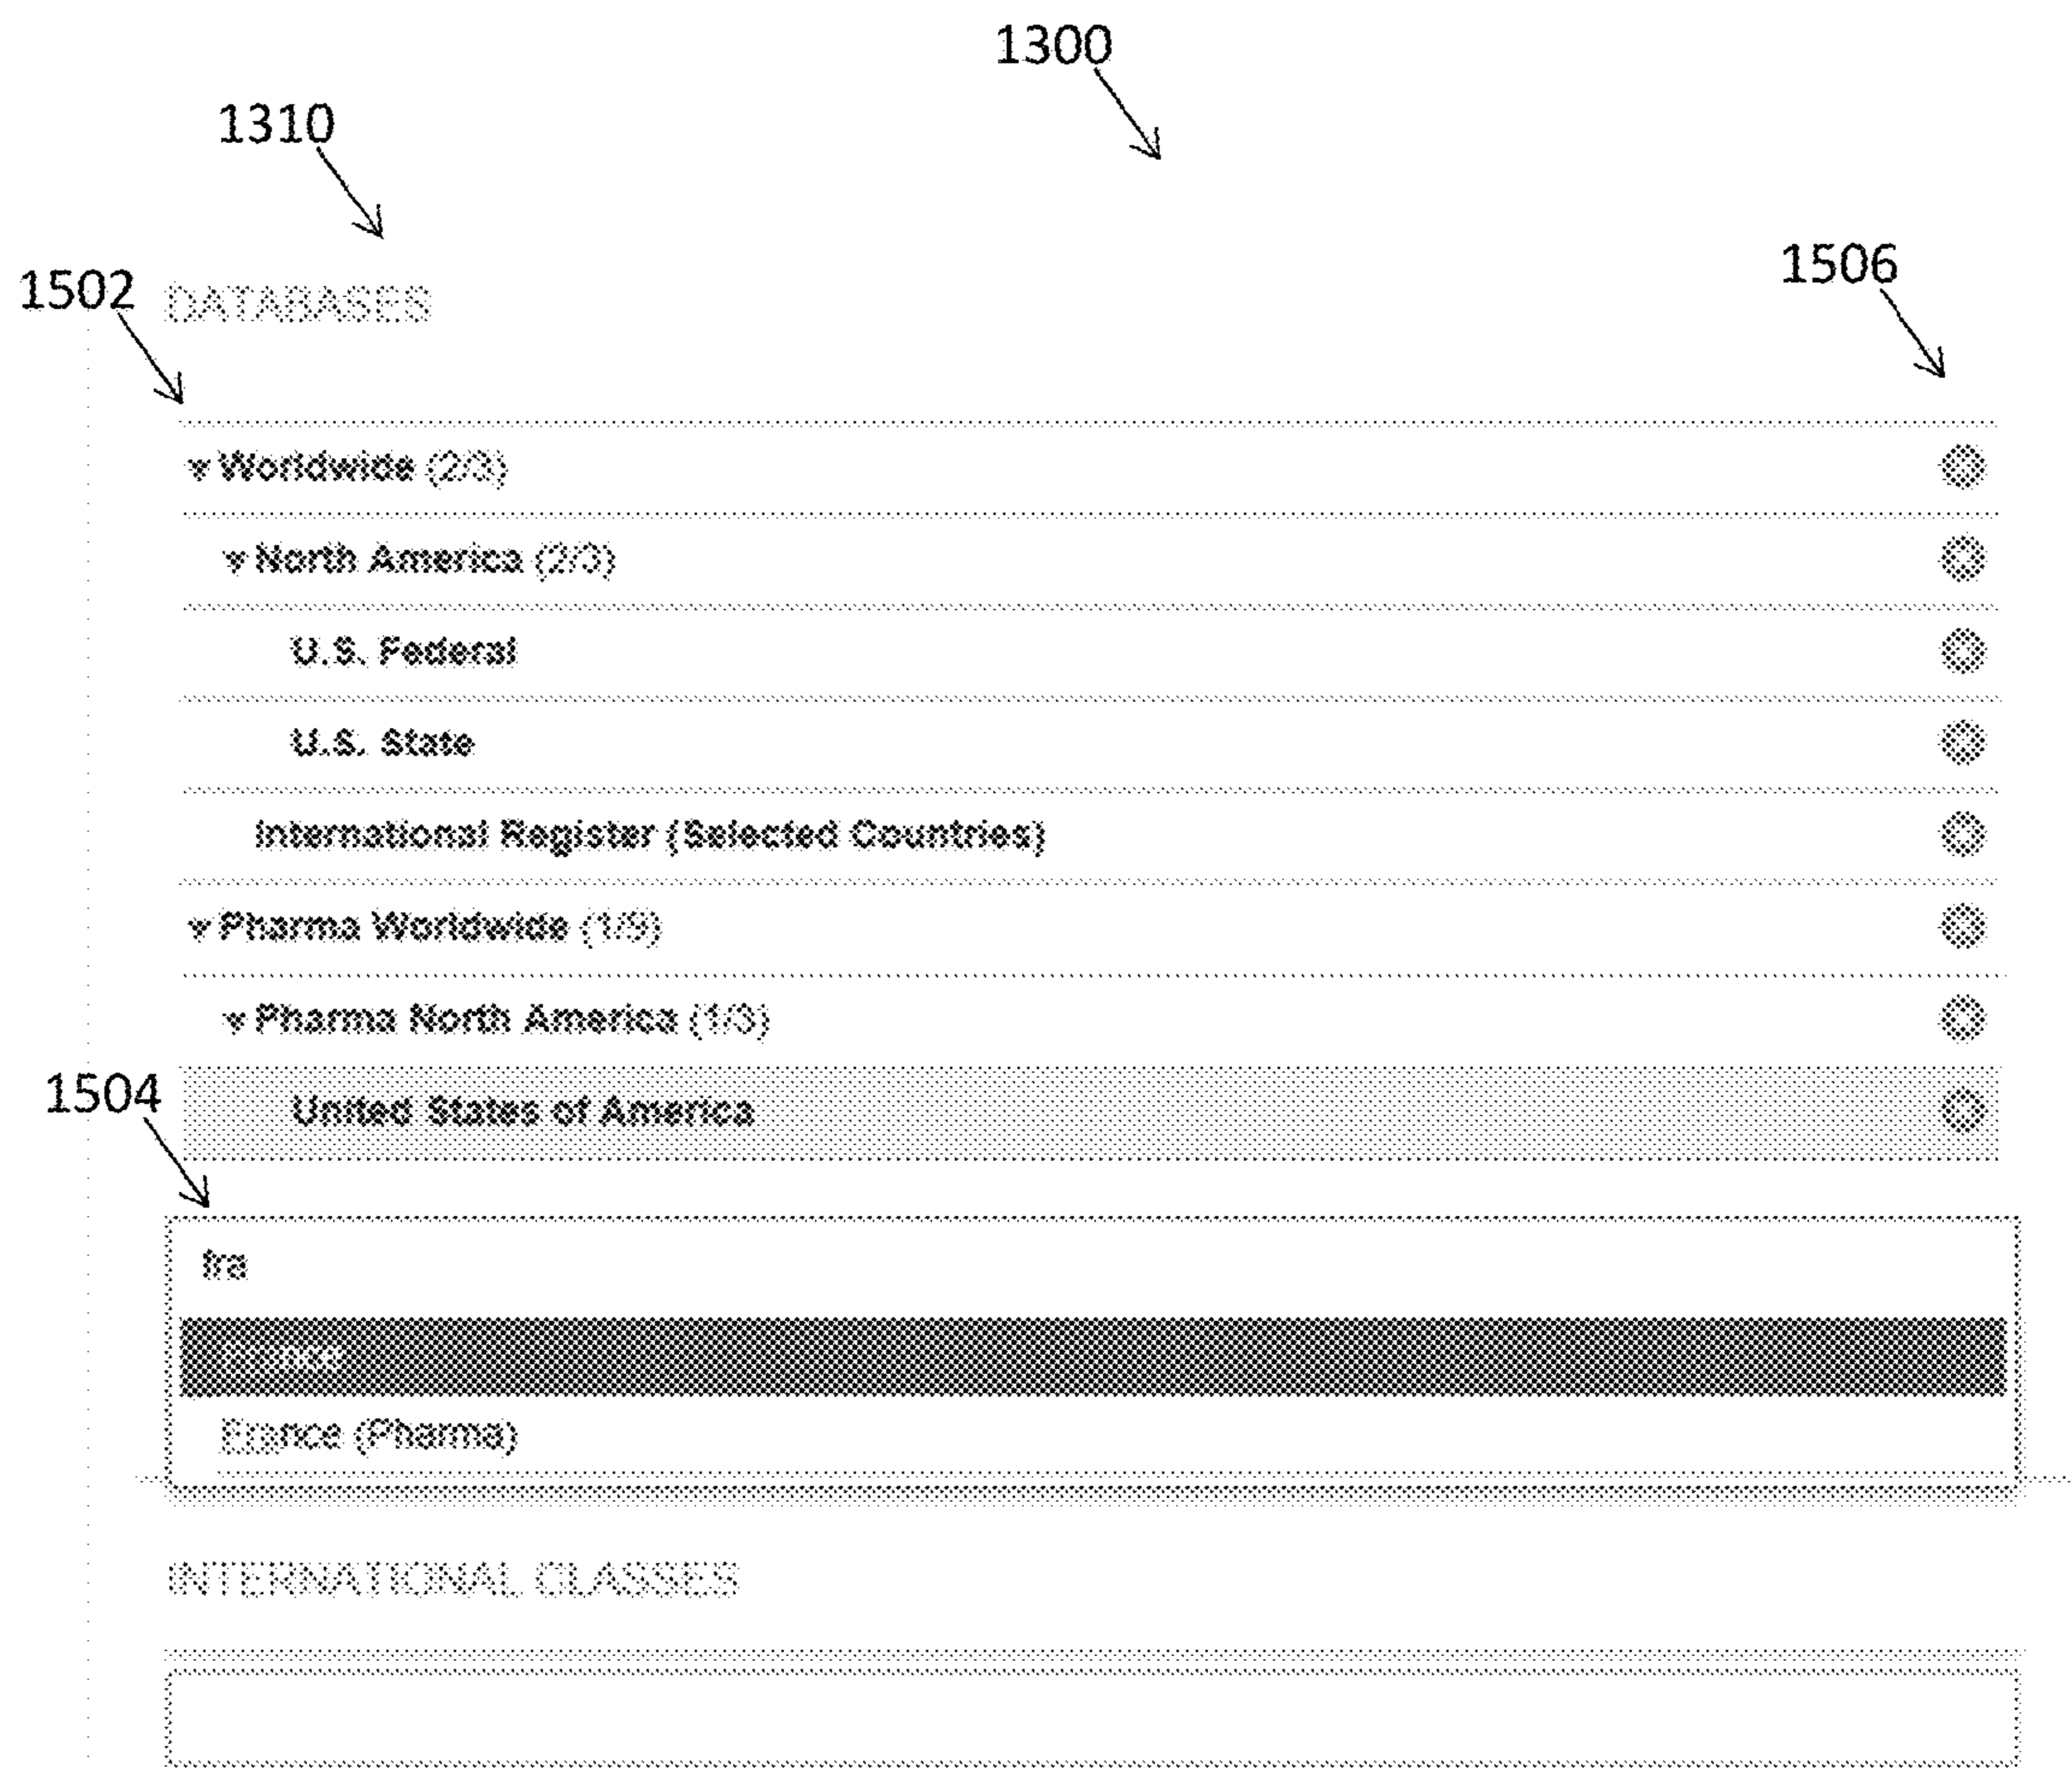 1300
1310
1506
1502 DATABASES
Worldwide (2/3)
North America (2/3)
U.S. Federal
U.S. State
International Register (Selected Countries)
Pharma Worldwide (1/9)
Pharma North America (1/3)
1504
United States of America
fra
France (Pharma)
INTERNATIONAL CLASSES